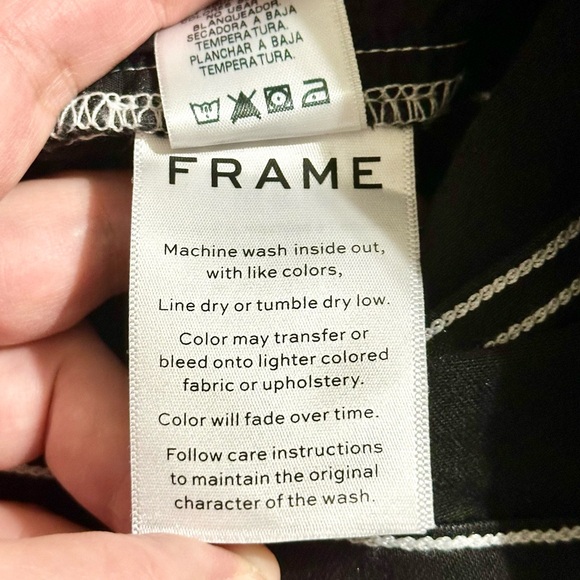 NO USAR
BLANQUEADOR.
SECADORA A BAJA
TEMPERATURA.
PLANCHAR A BAJA
TEMPERATURA.
FRAME
Machine wash inside out,
with like colors,
Line dry or tumble dry low.
Color may transfer or
bleed onto lighter colored
fabric or upholstery.
Color will fade over time.
Follow care instructions
to maintain the original
character of the wash.